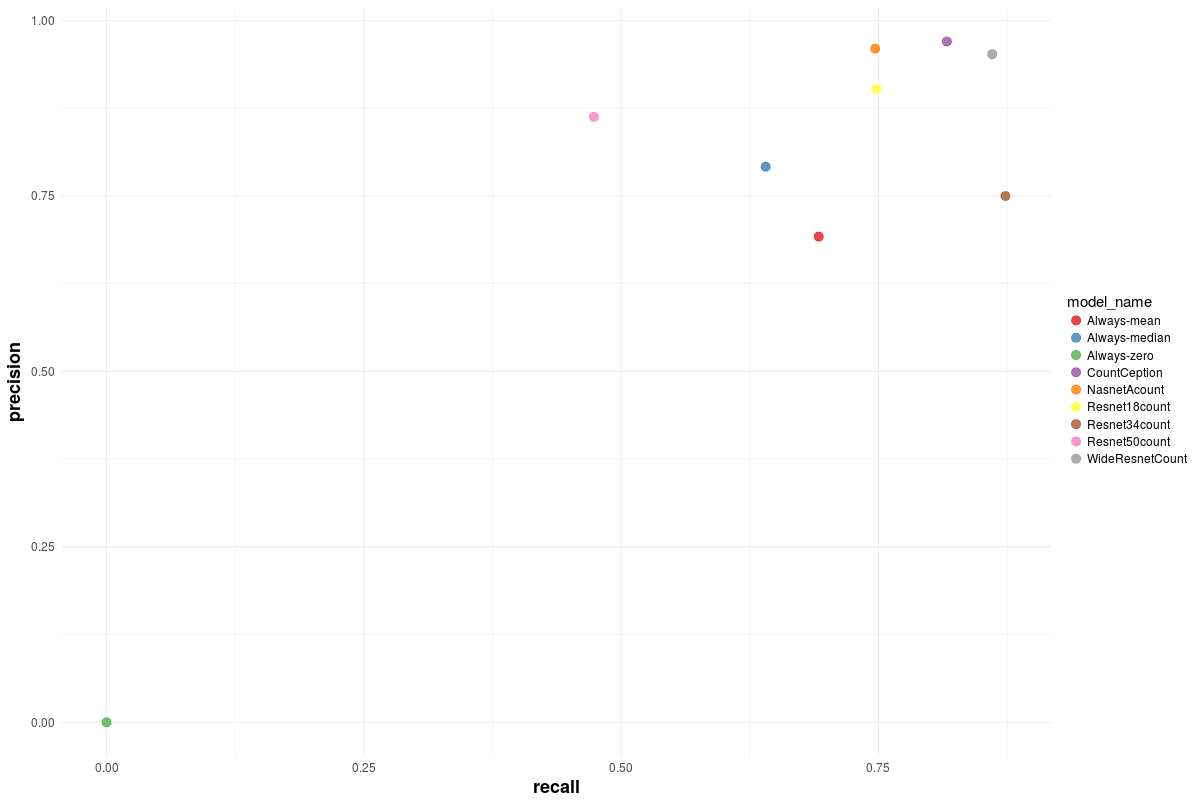 1.00
0.75
0.50
0.25
0.00
precision
0.00
0.25
0.50
0.75
recall
model_name
Always-mean
Always-median
Always-zero
CountCeption
NasnetAcount
Resnet18count
Resnet34count
Resnet50count
WideResnetCount